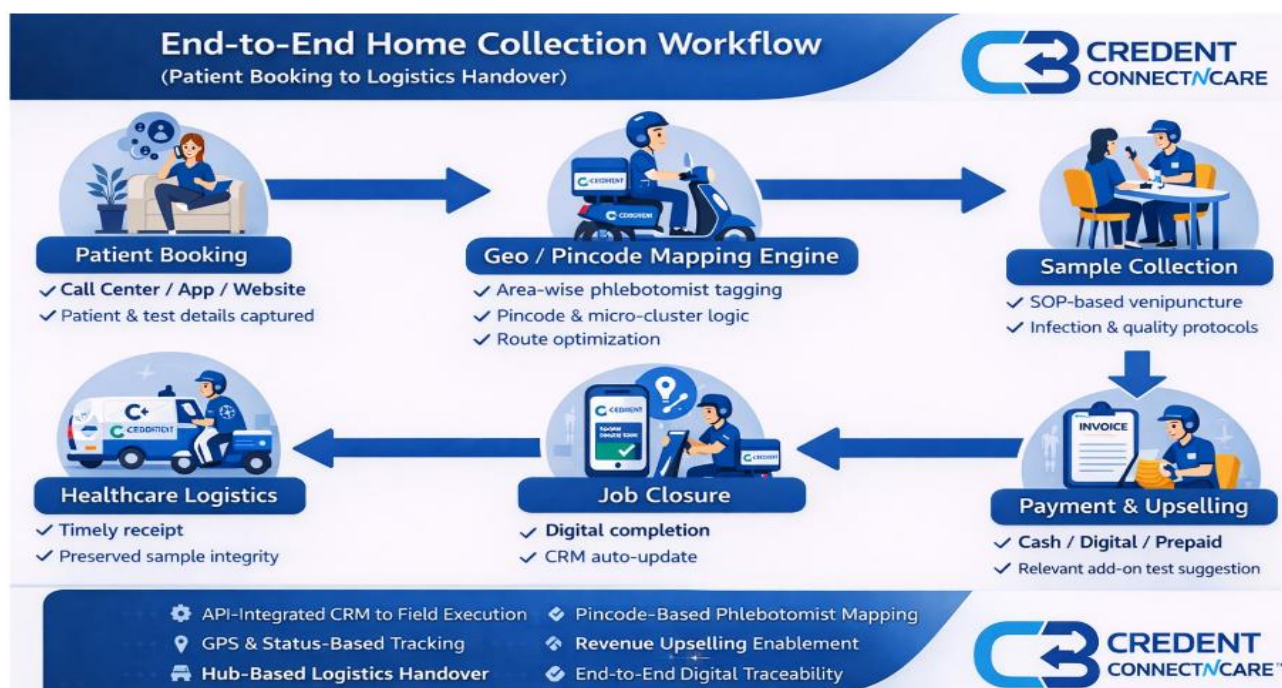 End-to-End Home Collection Workflow
(Patient Booking to Logistics Handover)
CREDENT
CONNECTNCARE
Patient Booking
Call Center / App / Website
Patient & test details captured
Geo / Pincode Mapping Engine
Area-wise phlebotomist tagging
Pincode & micro-cluster logic
Route optimization
Sample Collection
SOP-based venipuncture
Infection & quality protocols
INVOICE
Payment & Upselling
Cash / Digital / Prepaid
Relevant add-on test suggestion
Job Closure
Digital completion
CRM auto-update
Healthcare Logistics
Timely receipt
Preserved sample integrity
API-Integrated CRM to Field Execution
GPS & Status-Based Tracking
Hub-Based Logistics Handover
Pincode-Based Phlebotomist Mapping
Revenue Upselling Enablement
End-to-End Digital Traceability
CREDENT
CONNECTNCARE